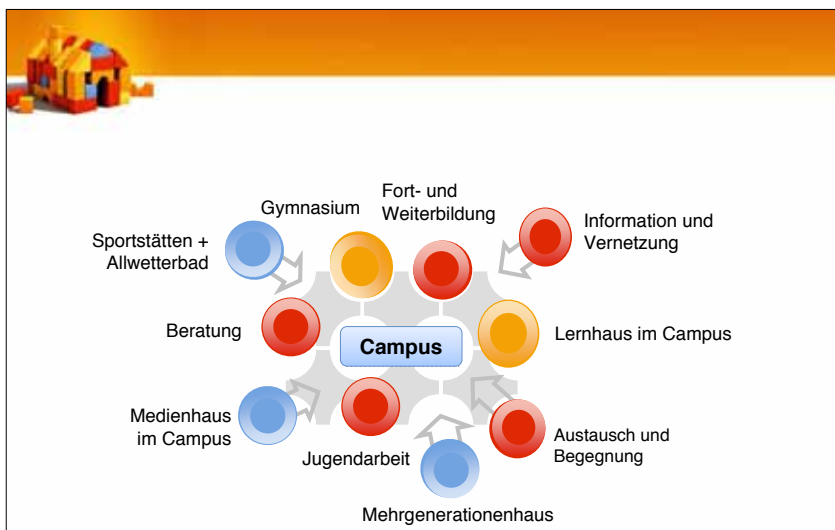 Fort- und
Weiterbildung
Gymnasium
Information und
Vernetzung
Sportstätten +
Allwetterbad
Beratung
Campus
Lernhaus im Campus
Medienhaus
im Campus
Jugendarbeit
Austausch und
Begegnung
Mehrgenerationenhaus